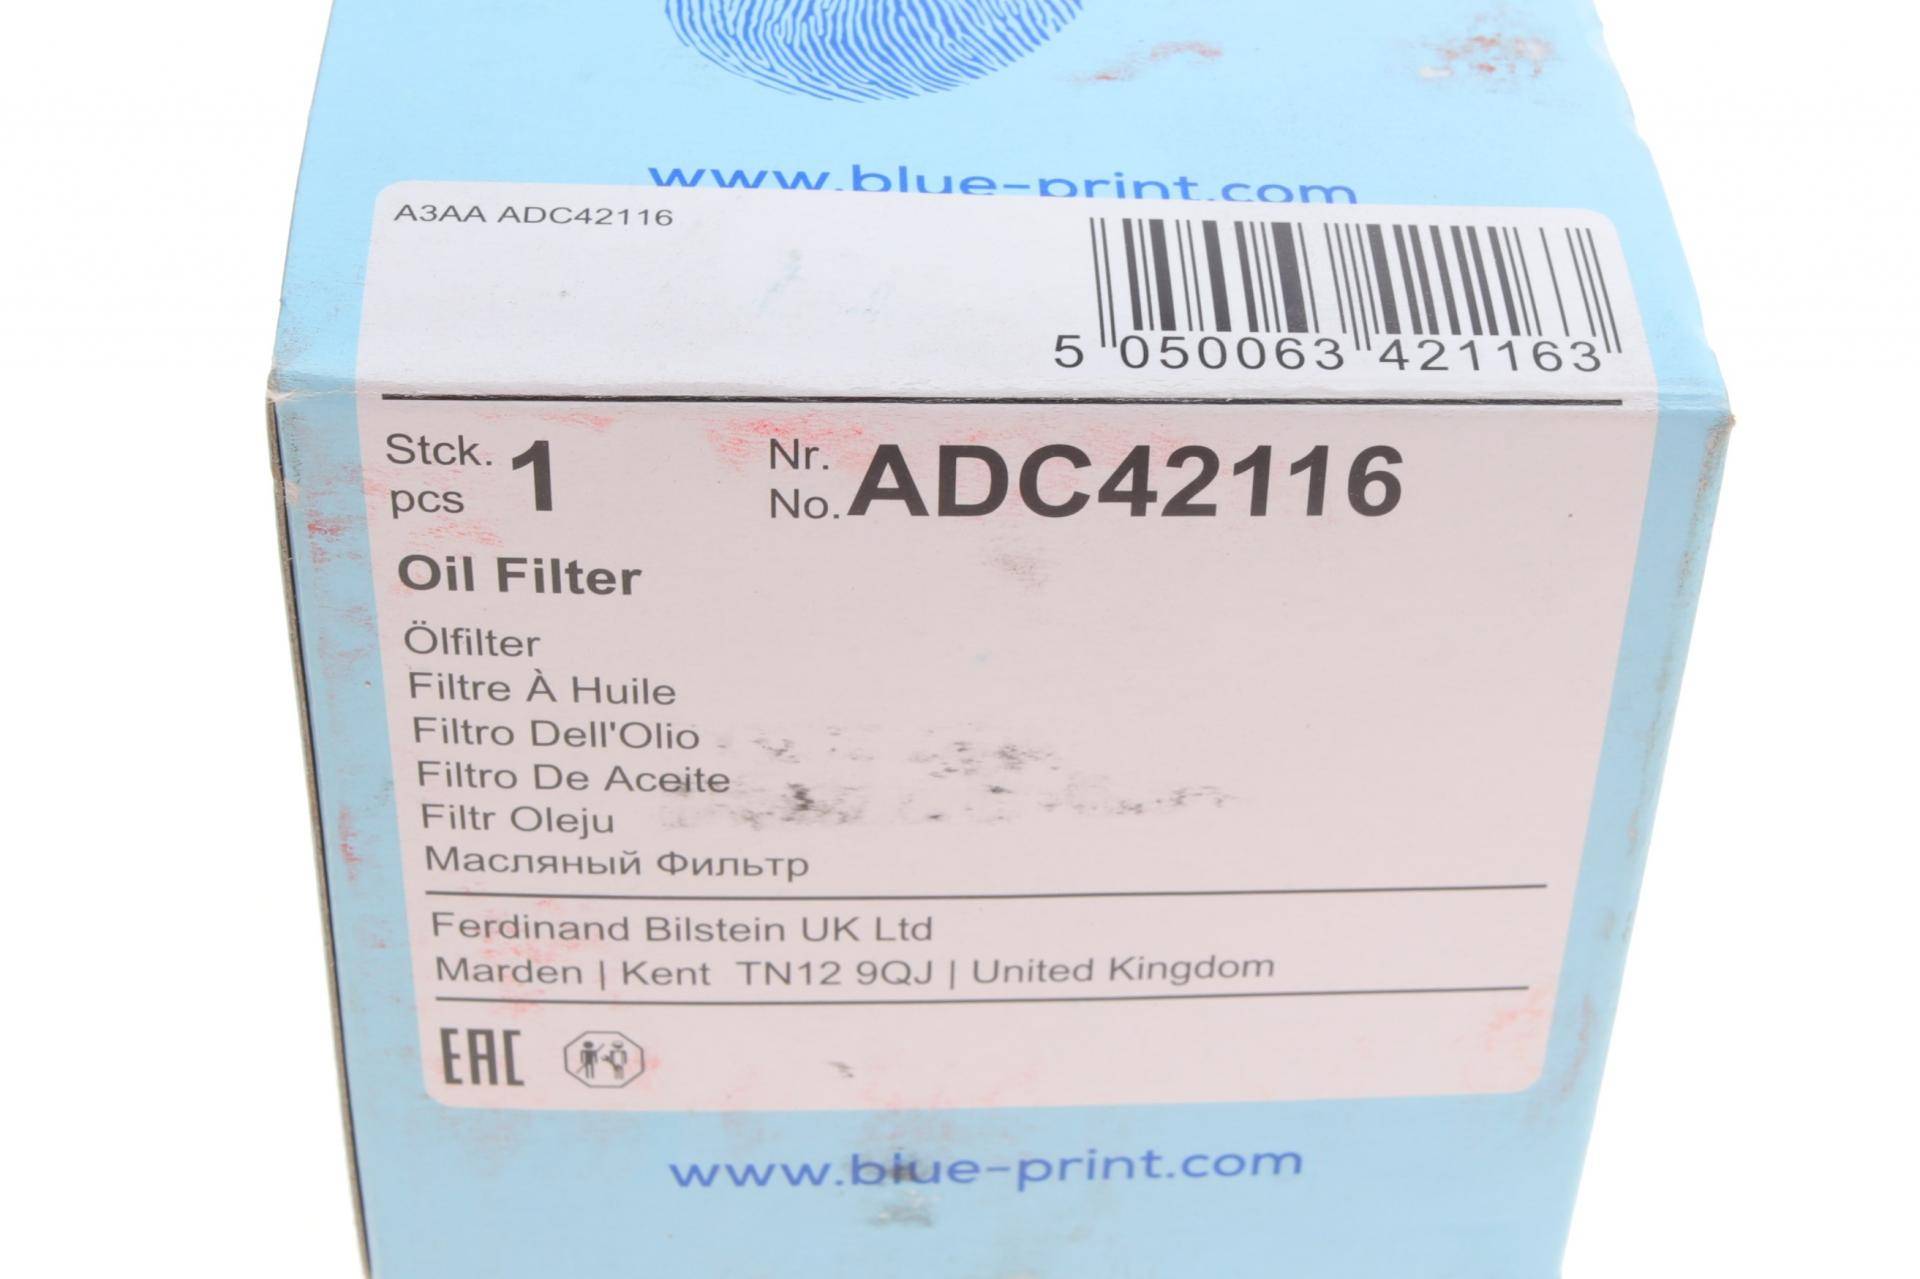 www.blue-print.com
A3AA ADC42116
5 050063 421163
Stck.
pcs 1
Nr.
No. ADC42116
Oil Filter
Ölfilter
Filtre À Huile
Filtro Dell'Olio
Filtro De Aceite
Filtr Oleju
Масляный Фильтр
Ferdinand Bilstein UK Ltd
Marden | Kent TN12 9QJ | United Kingdom
EAC
www.blue-print.com